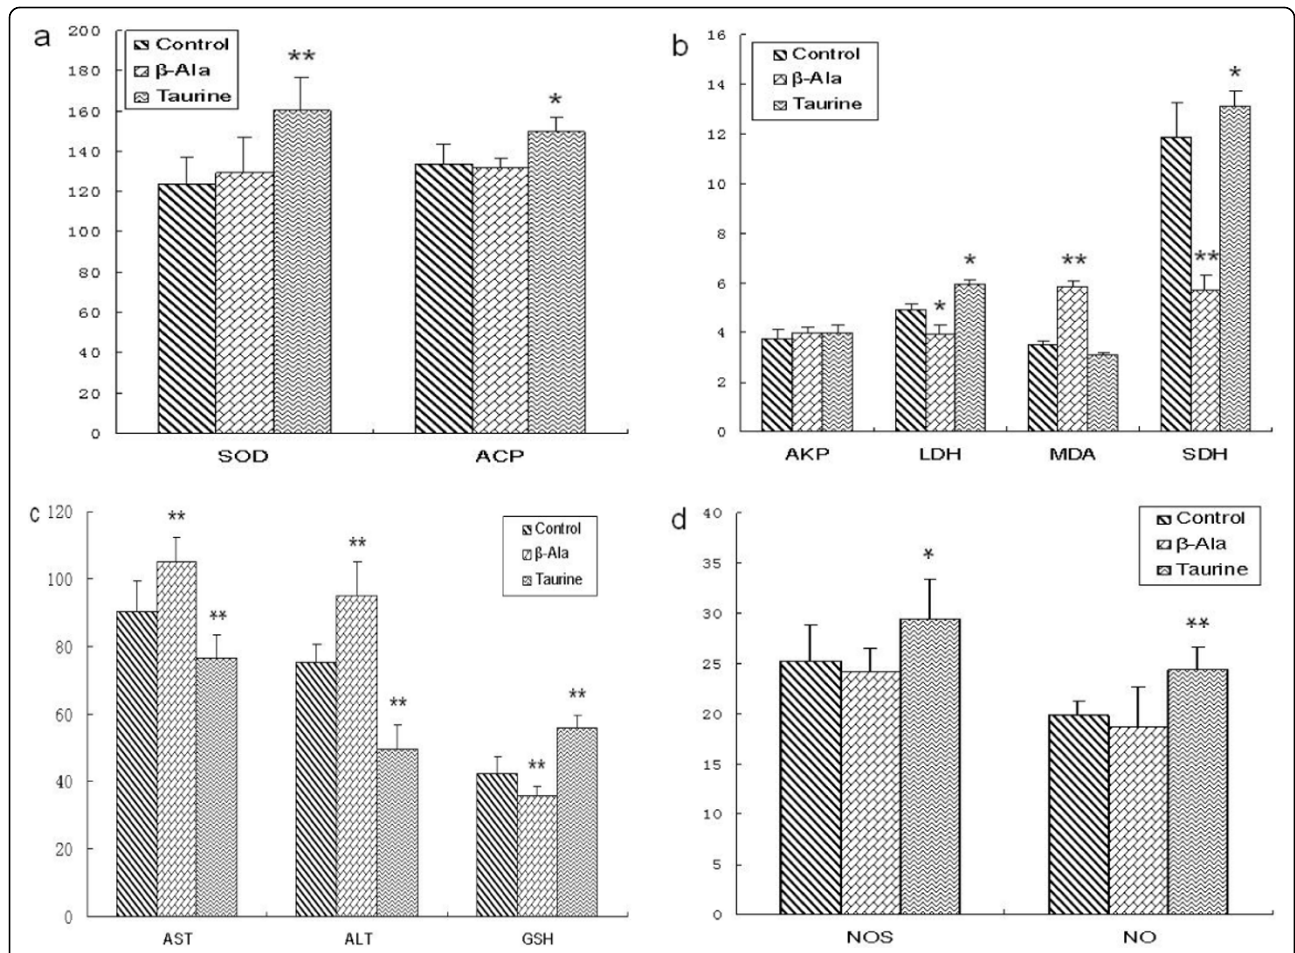 a
200
180
160
140
120
100
80
60
40
20
0
Control
β-Ala
Taurine
**
*
SOD ACP
b
16
14
12
10
8
6
4
2
0
Control
β-Ala
Taurine
*
*
**
**
*
AKP LDH MDA SDH
c
120
100
80
60
40
20
0
Control
β-Ala
Taurine
**
**
**
**
**
**
AST ALT GSH
d
40
35
30
25
20
15
10
5
0
Control
β-Ala
Taurine
*
**
NOS NO